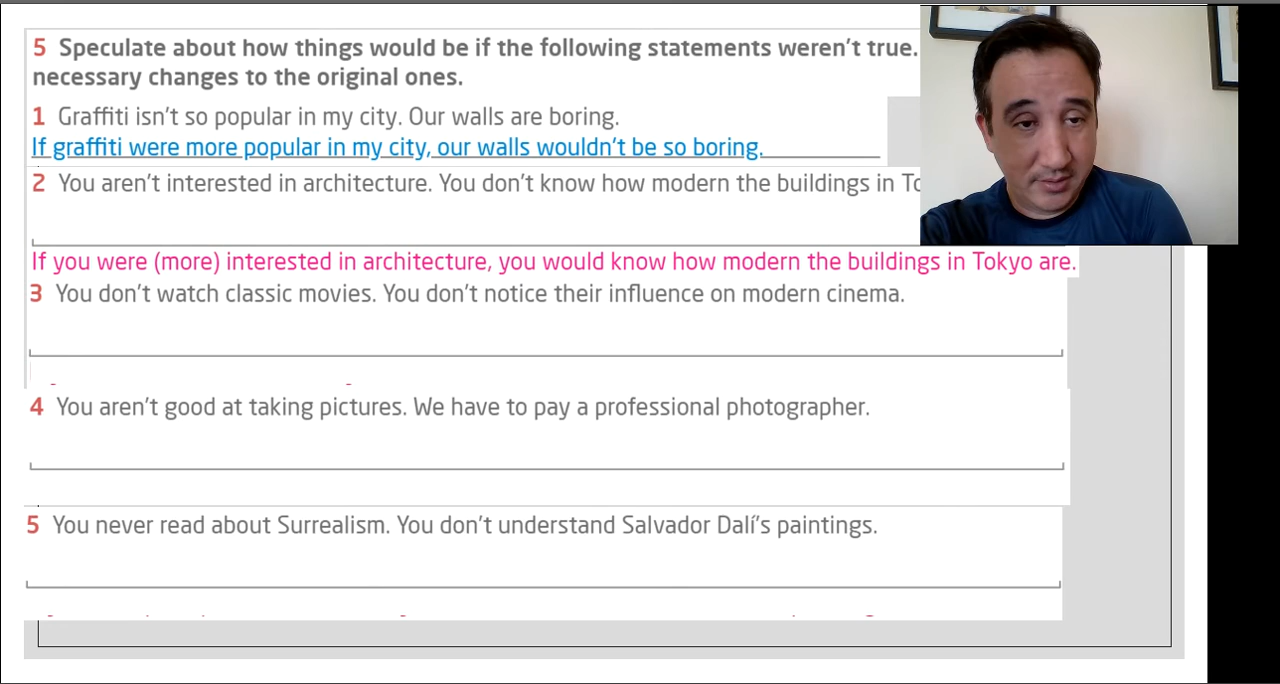 5 Speculate about how things would be if the following statements weren't true.
necessary changes to the original ones.
1 Graffiti isn't so popular in my city. Our walls are boring.
If graffiti were more popular in my city, our walls wouldn't be so boring.
2 You aren't interested in architecture. You don't know how modern the buildings in
If you were (more) interested in architecture, you would know how modern the buildings in Tokyo are.
3 You don't watch classic movies. You don't notice their influence on modern cinema.
4 You aren't good at taking pictures. We have to pay a professional photographer.
5 You never read about Surrealism. You don't understand Salvador Dalí's paintings.